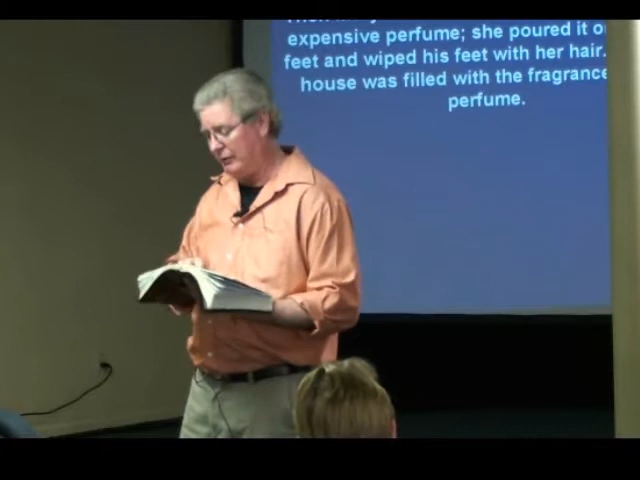 expensive perfume; she poured it o
feet and wiped his feet with her hair.
house was filled with the fragrance
perfume.